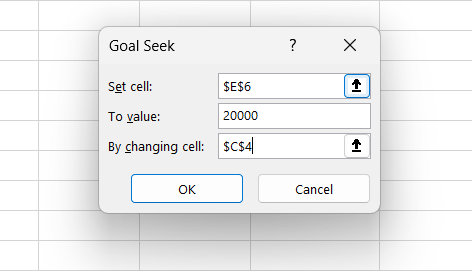 Goal Seek ?
Set cell: $E$6
To value: 20000
By changing cell: $C$4
OK Cancel